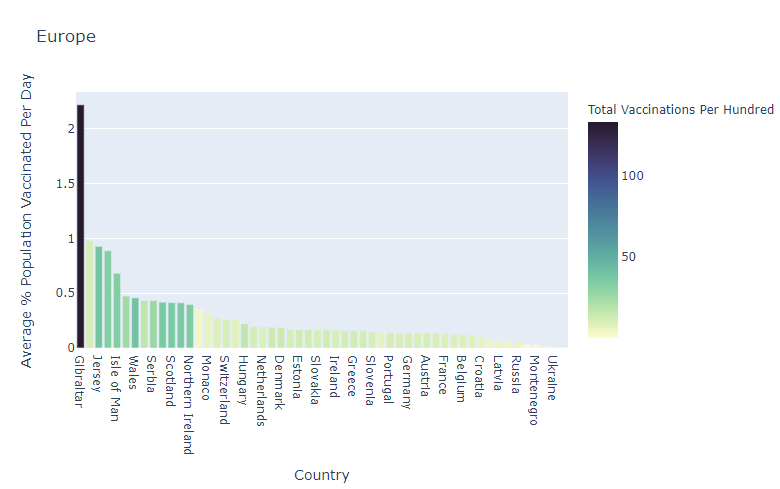 Europe
Average % Population Vaccinated Per Day
2
1.5
1
0.5
0
Gibraltar
Jersey
Isle of Man
Wales
Serbia
Scotland
Northern Ireland
Monaco
Switzerland
Hungary
Netherlands
Denmark
Estonia
Slovakia
Ireland
Greece
Slovenia
Portugal
Germany
Austria
France
Belgium
Croatia
Latvia
Russia
Montenegro
Ukraine
Country
Total Vaccinations Per Hundred
100
50